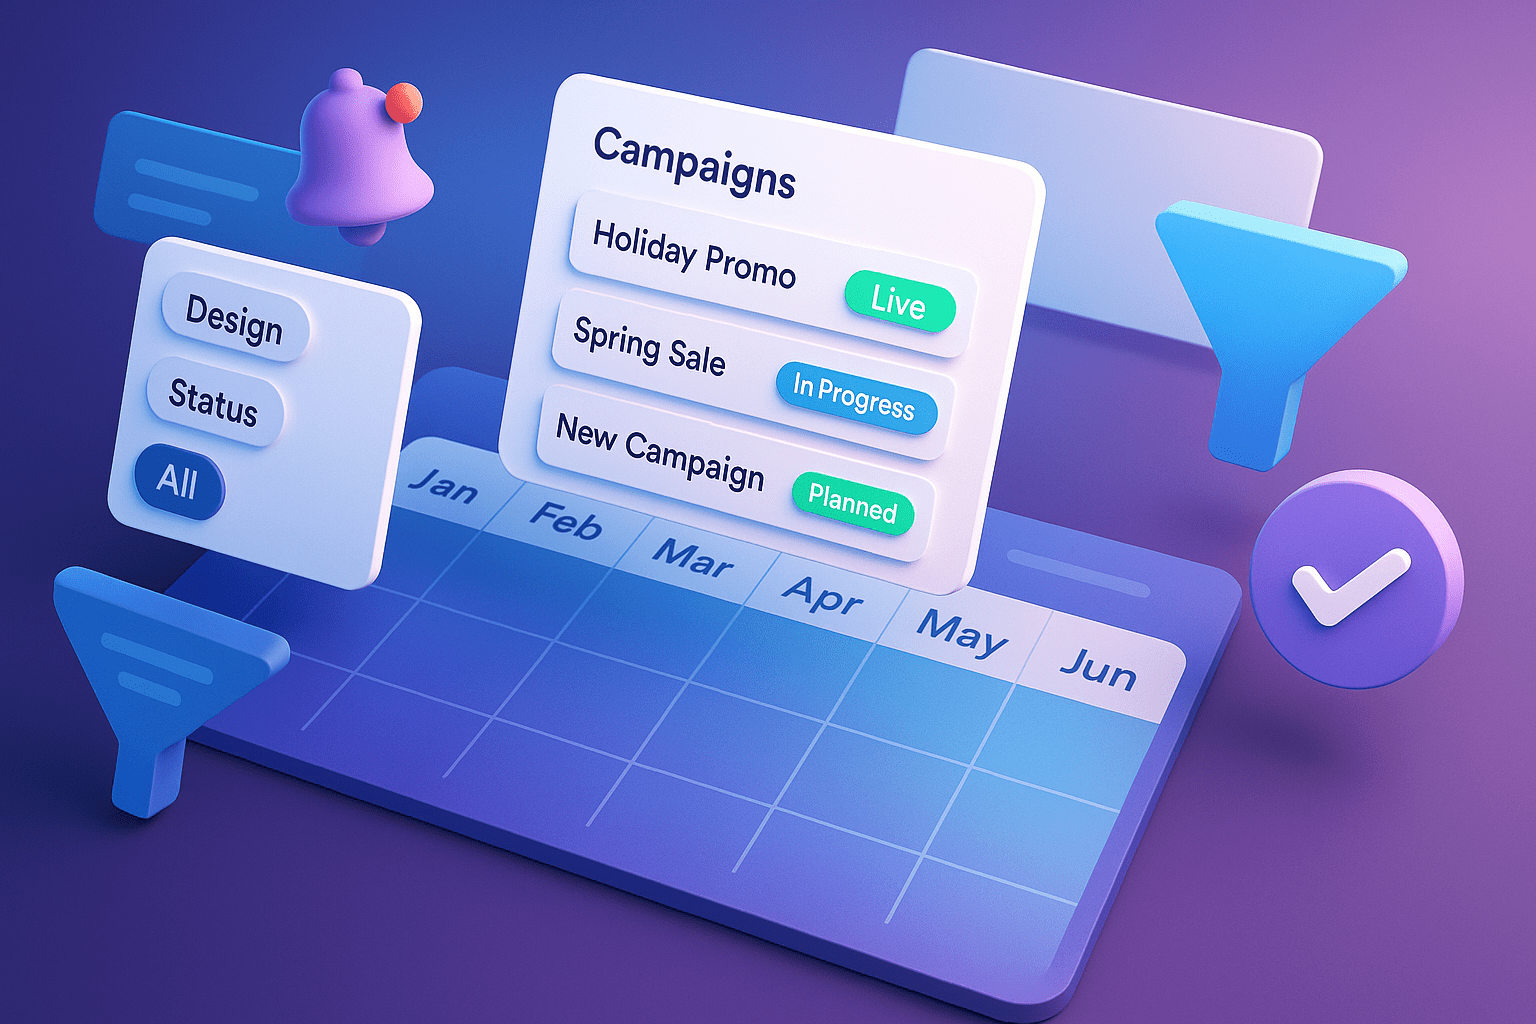 Campaigns
Holiday Promo
Live
Spring Sale
In Progress
New Campaign
Planned
Design
Status
All
Jan
Feb
Mar
Apr
May
Jun